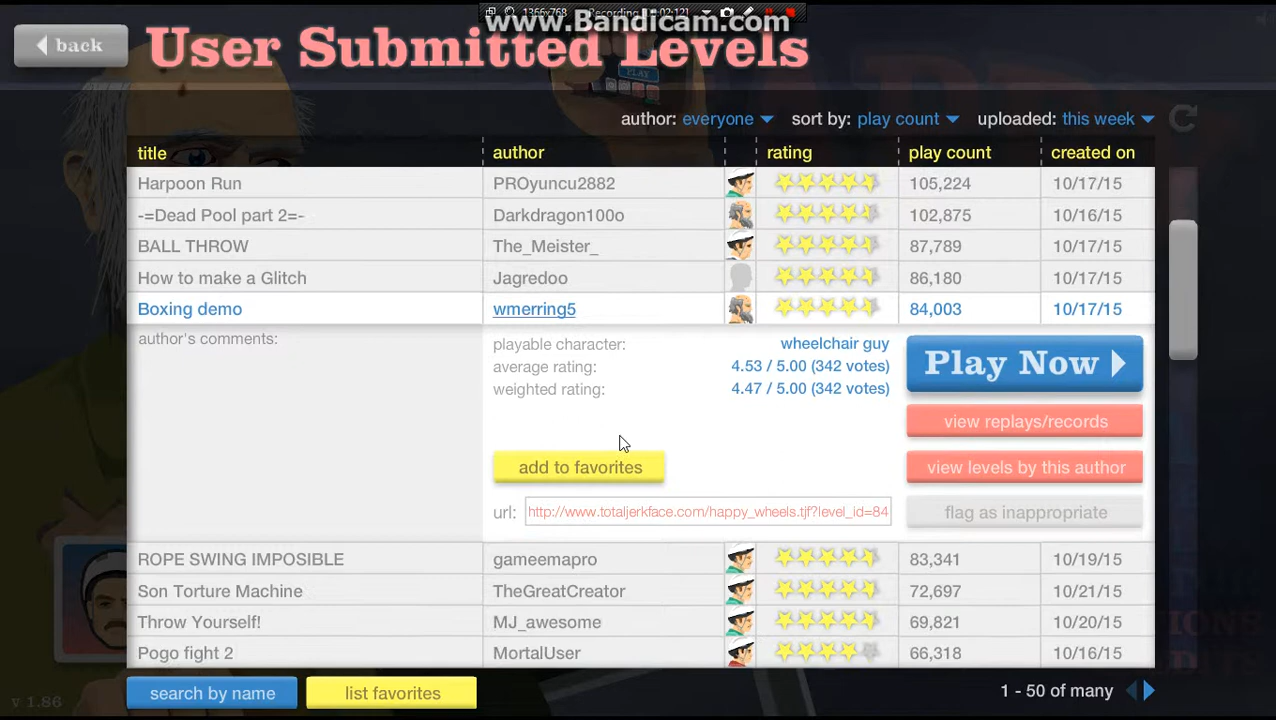 1366x768 Recording
www.Bandicam.com
back User Submitted Levels
author: everyone sort by: play count uploaded: this week
title author rating play count created on
Harpoon Run PROyuncu2882 105,224 10/17/15
-=Dead Pool part 2=- Darkdragon100o 102,875 10/16/15
BALL THROW The_Meister_ 87,789 10/17/15
How to make a Glitch Jagredoo 86,180 10/17/15
Boxing demo wmerring5 84,003 10/17/15
author's comments: playable character: wheelchair guy Play Now
average rating: 4.53 / 5.00 (342 votes)
weighted rating: 4.47 / 5.00 (342 votes)
view replays/records
add to favorites view levels by this author
url: http://www.totaljerkface.com/happy_wheels.tjf?level_id=84 flag as inappropriate
ROPE SWING IMPOSIBLE gameemapro 83,341 10/19/15
Son Torture Machine TheGreatCreator 72,697 10/21/15
Throw Yourself! MJ_awesome 69,821 10/20/15
Pogo fight 2 MortalUser 66,318 10/16/15
v 1.86 search by name list favorites 1 - 50 of many